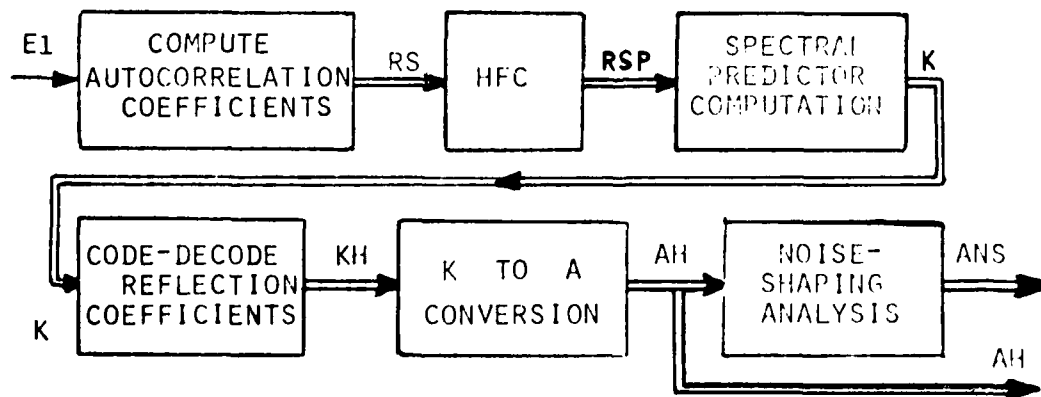 E1
COMPUTE
AUTOCORRELATION
COEFFICIENTS
RS
HFC
RSP
SPECTRAL
PREDICTOR
COMPUTATION
K
K
CODE-DECODE
REFLECTION
COEFFICIENTS
KH
K TO A
CONVERSION
AH
NOISE-
SHAPING
ANALYSIS
ANS
AH